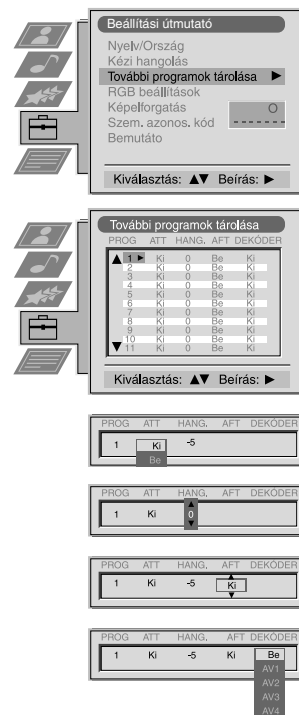 Beállítási útmutató
Nyelv/Ország
Kézi hangolás
További programok tárolása ►
RGB beállítások
Képelforgatás O
Szem. azonos. kód - - - - - -
Bemutáto
Kiválasztás: ▲▼ Beírás: ►
További programok tárolása
PROG ATT HANG. AFT DEKÓDER
▲ 1 ► Ki 0 Be Ki
2 Ki 0 Be Ki
3 Ki 0 Be Ki
4 Ki 0 Be Ki
5 Ki 0 Be Ki
6 Ki 0 Be Ki
7 Ki 0 Be Ki
8 Ki 0 Be Ki
9 Ki 0 Be Ki
10 Ki 0 Be Ki
▼ 11 Ki 0 Be Ki
Kiválasztás: ▲▼ Beírás: ►
PROG ATT HANG. AFT DEKÓDER
1 Ki -5
Be
PROG ATT HANG. AFT DEKÓDER
1 Ki 0
PROG ATT HANG. AFT DEKÓDER
1 Ki -5 Ki
PROG ATT HANG. AFT DEKÓDER
1 Ki -5 Ki Be
AV1
AV2
AV3
AV4